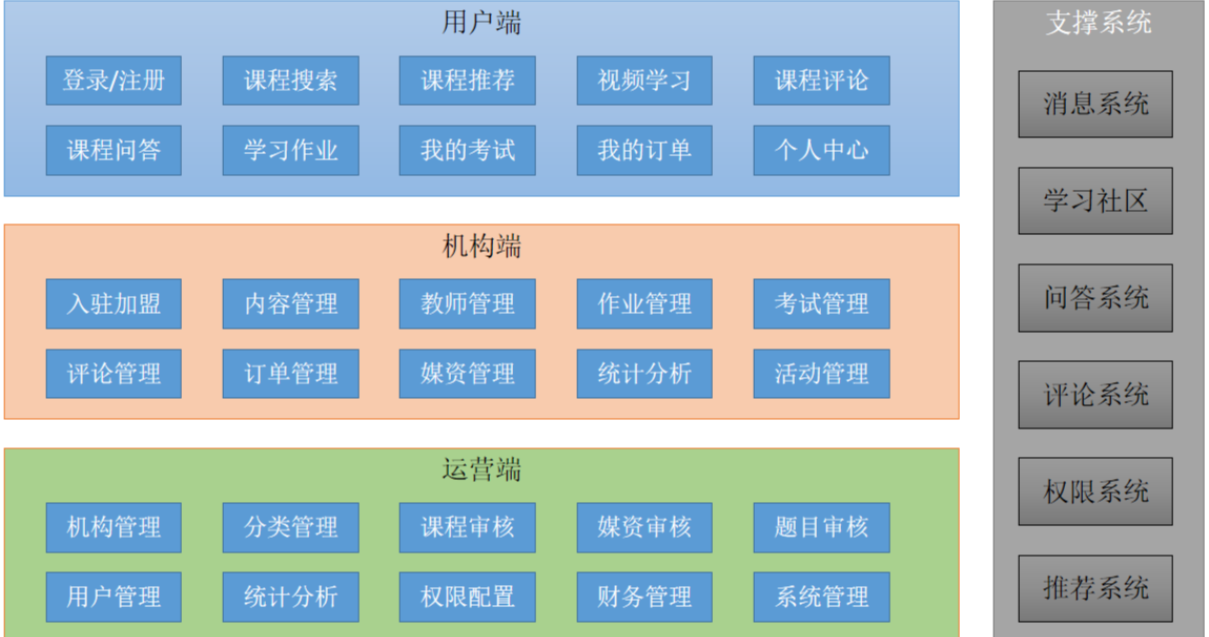 用户端
登录/注册 课程搜索 课程推荐 视频学习 课程评论
课程问答 学习作业 我的考试 我的订单 个人中心
机构端
入驻加盟 内容管理 教师管理 作业管理 考试管理
评论管理 订单管理 媒资管理 统计分析 活动管理
运营端
机构管理 分类管理 课程审核 媒资审核 题目审核
用户管理 统计分析 权限配置 财务管理 系统管理
支撑系统
消息系统
学习社区
问答系统
评论系统
权限系统
推荐系统